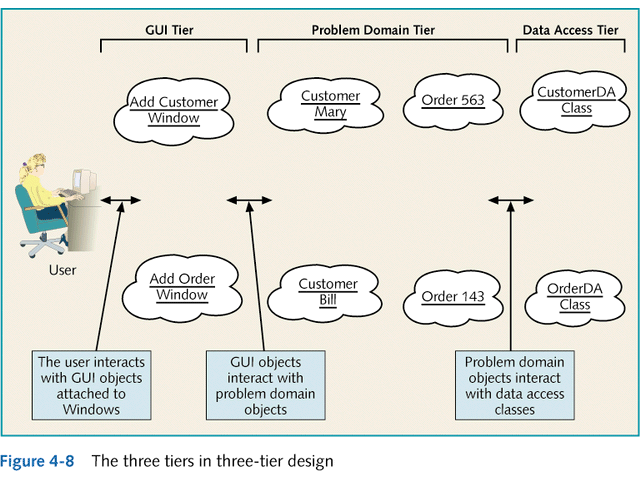 GUI Tier
Problem Domain Tier
Data Access Tier
Add Customer
Window
Customer
Mary
Order 563
CustomerDA
Class
User
Add Order
Window
Customer
Bill
Order 143
OrderDA
Class
The user interacts
with GUI objects
attached to
Windows
GUI objects
interact with
problem domain
objects
Problem domain
objects interact
with data access
classes
Figure 4-8 The three tiers in three-tier design